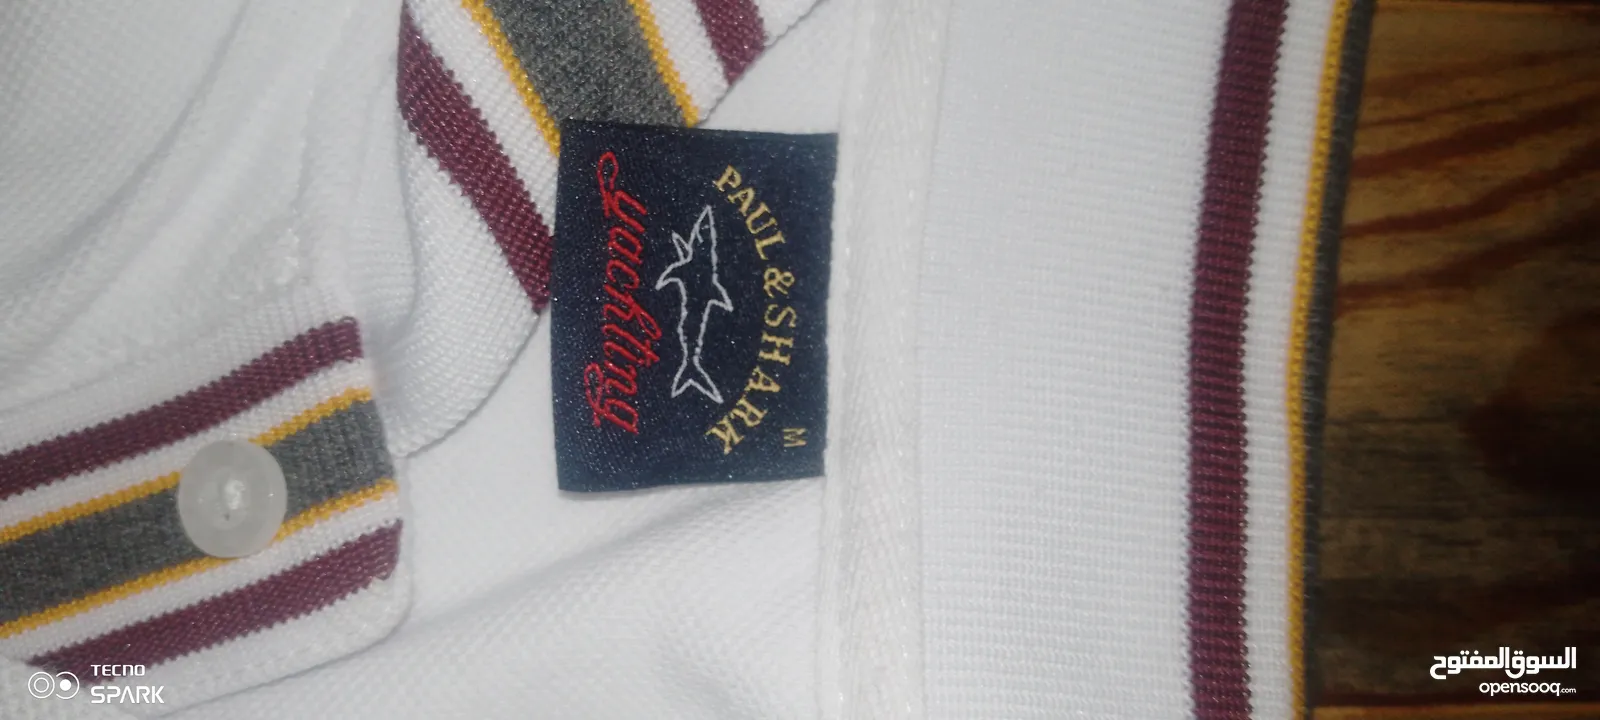 PAUL & SHARK
yachting
M
TECNO
SPARK
السوق المفتوح
opensooq.com